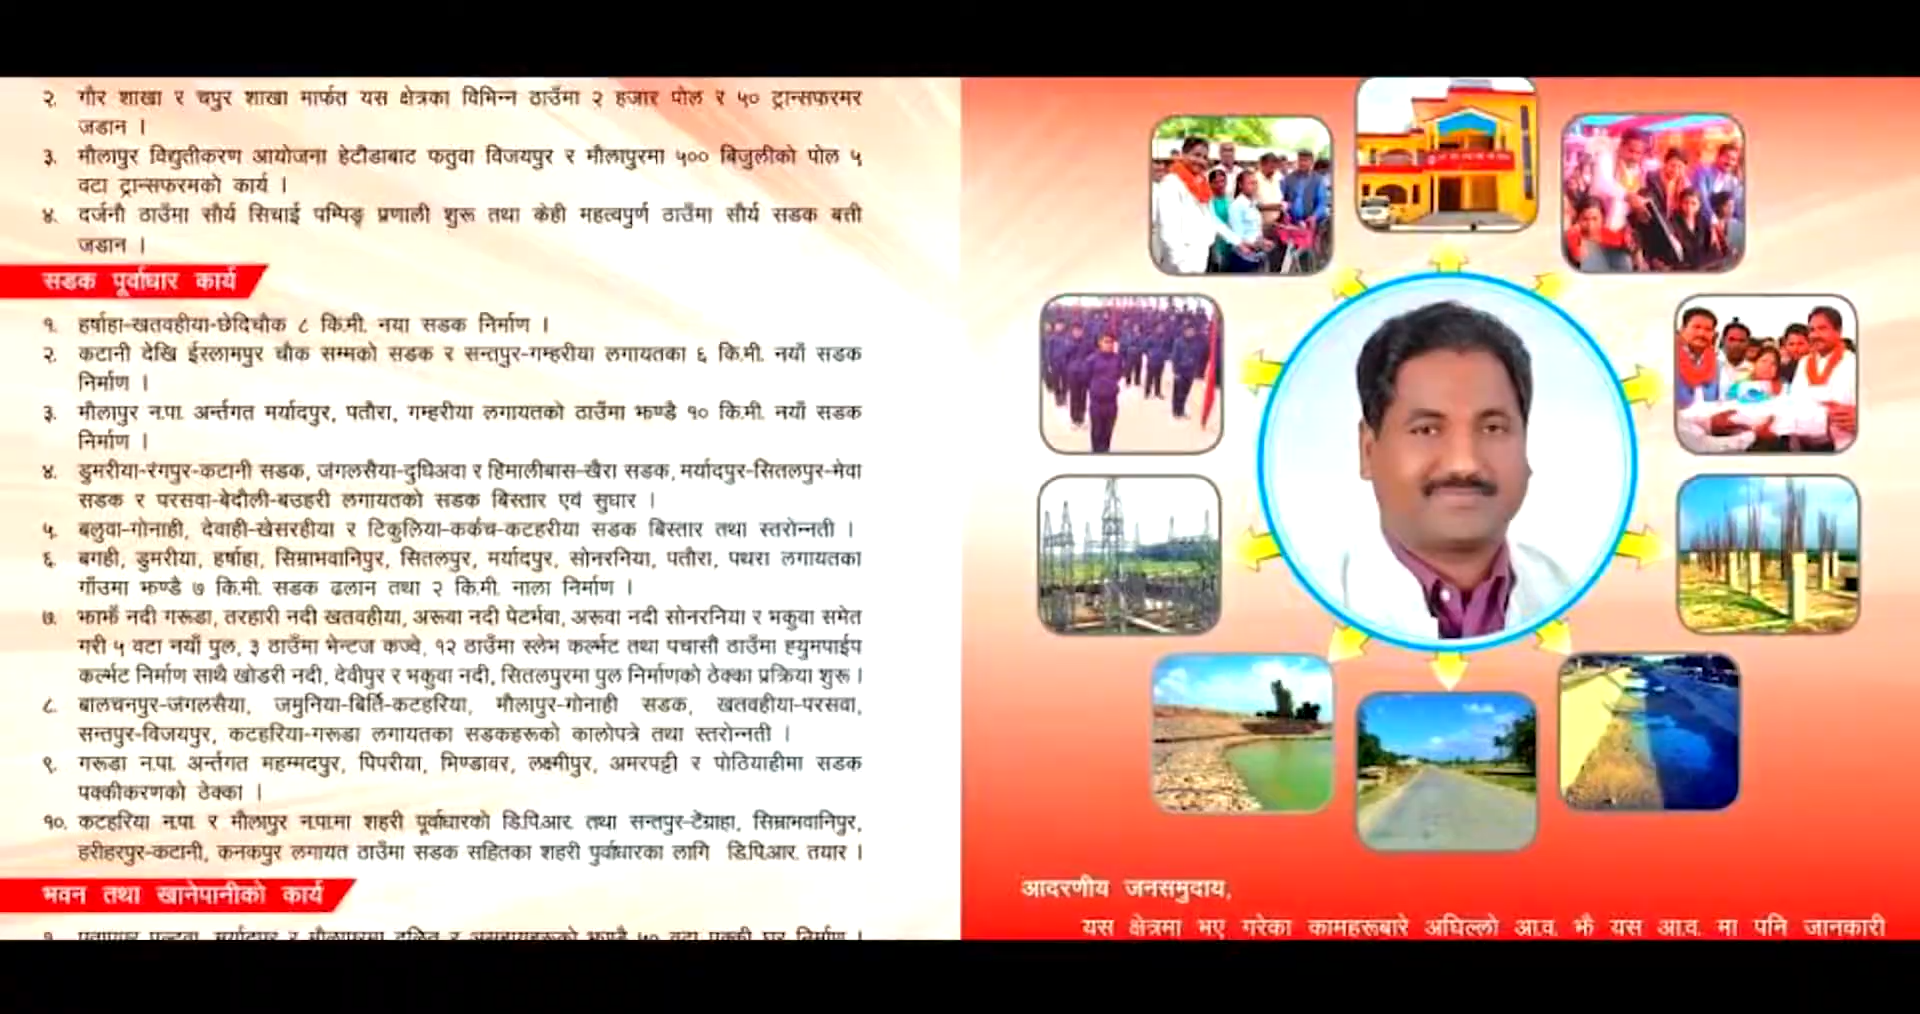 २. गौर शाखा र चपुर शाखा मार्फत यस क्षेत्रका विभिन्न ठाउँमा २ हजार पोल र ५० ट्रान्सफरमर
जडान ।
३. मौलापुर विद्युतीकरण आयोजना हेटौडाबाट फतुवा विजयपुर र मौलापुरमा ५०० बिजुलीको पोल ५
वटा ट्रान्सफरमको कार्य ।
४. दर्जनौ ठाउँमा सौर्य सिचाई पम्पिङ्ग प्रणाली शुरू तथा केही महत्वपुर्ण ठाउँमा सौर्य सडक बत्ती
जडान ।
सडक पूर्वाधार कार्य
१. हर्षाहा-खतवहीया-छेदिचौक ८ कि.मी. नया सडक निर्माण ।
२. कटानी देखि ईस्लामपुर चौक सम्मको सडक र सन्तपुर-गम्हरीया लगायतका ६ कि.मी. नयाँ सडक
निर्माण ।
३. मौलापुर न.पा. अर्न्तगत मर्यादपुर, पतौरा, गम्हरीया लगायतको ठाउँमा झण्डै १० कि.मी. नयाँ सडक
निर्माण ।
४. डुमरीया-रंगपुर-कटानी सडक, जंगलसैया-दुधिअवा र हिमालीबास-खैरा सडक, मर्यादपुर-सितलपुर-मेवा
सडक र परसवा-बेदौली-बउहरी लगायतको सडक बिस्तार एवं सुधार ।
५. बलुवा-गोनाही, देवाही-खेसरहीया र टिकुलिया-कर्कच-कटहरीया सडक बिस्तार तथा स्तरोन्नती ।
६. बगही, डुमरीया, हर्षाहा, सिम्राभवानिपुर, सितलपुर, मर्यादपुर, सोनरनिया, पतौरा, पथरा लगायतका
गाँउमा झण्डै ७ कि.मी. सडक ढलान तथा २ कि.मी. नाला निर्माण ।
७. झाझँ नदी गरूडा, तरहारी नदी खतवहीया, अरूवा नदी पेटर्भवा, अरूवा नदी सोनरनिया र भकुवा समेत
गरी ५ वटा नयाँ पुल, ३ ठाउँमा भेन्टज कज्वे, १२ ठाउँमा स्लेभ कर्ल्भट तथा पचासौ ठाउँमा ह्युमपाईप
कर्ल्भट निर्माण साथै खोडरी नदी, देवीपुर र भकुवा नदी, सितलपुरमा पुल निर्माणको ठेक्का प्रक्रिया शुरू ।
८. बालचनपुर-जंगलसैया, जमुनिया-बिर्ति-कटहरिया, मौलापुर-गोनाही सडक, खतवहीया-परसवा,
सन्तपुर-विजयपुर, कटहरिया-गरूडा लगायतका सडकहरूको कालोपत्रे तथा स्तरोन्नती ।
९. गरूडा न.पा. अर्न्तगत महम्मदपुर, पिपरीया, भिण्डावर, लक्ष्मीपुर, अमरपट्टी र पोठियाहीमा सडक
पक्कीकरणको ठेक्का ।
१०. कटहरिया न.पा. र मौलापुर न.पा.मा शहरी पूर्वाधारको डि.पि.आर. तथा सन्तपुर-टेंग्राहा, सिम्राभवानिपुर,
हरीहरपुर-कटानी, कनकपुर लगायत ठाउँमा सडक सहितका शहरी पुर्वाधारका लागि डि.पि.आर. तयार ।
भवन तथा खानेपानीको कार्य
आदरणीय जनसमुदाय,
यस क्षेत्रमा भए गरेका कामहरूबारे अघिल्लो आ.व. झै यस आ.व. मा पनि जानकारी